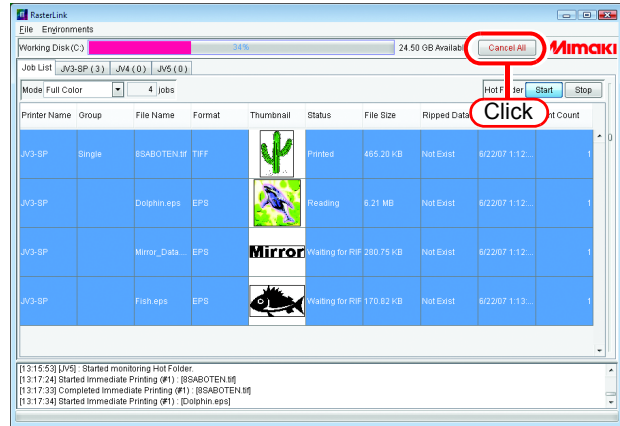 RasterLink
File Environments
Working Disk (C:) 34% 24.50 GB Availabl Cancel All Mimaki
Job List JV3-SP ( 3 ) JV4 ( 0 ) JV5 ( 0 )
Mode Full Color 4 jobs Hot F der Start Stop
Click
Printer Name Group File Name Format Thumbnail Status File Size Ripped Data nt Count
JV3-SP Single 8SABOTEN.tif TIFF Printed 465.20 KB Not Exist 6/22/07 1:12:... 1
JV3-SP Dolphin.eps EPS Reading 6.21 MB Not Exist 6/22/07 1:12:... 1
JV3-SP Mirror_Data.... EPS Mirror Waiting for RIP 280.75 KB Not Exist 6/22/07 1:12:... 1
JV3-SP Fish.eps EPS Waiting for RIP 170.82 KB Not Exist 6/22/07 1:13:... 1
[13:15:53] [JV5] : Started monitoring Hot Folder.
[13:17:24] Started Immediate Printing (#1) : [8SABOTEN.tif]
[13:17:33] Completed Immediate Printing (#1) : [8SABOTEN.tif]
[13:17:34] Started Immediate Printing (#1) : [Dolphin.eps]